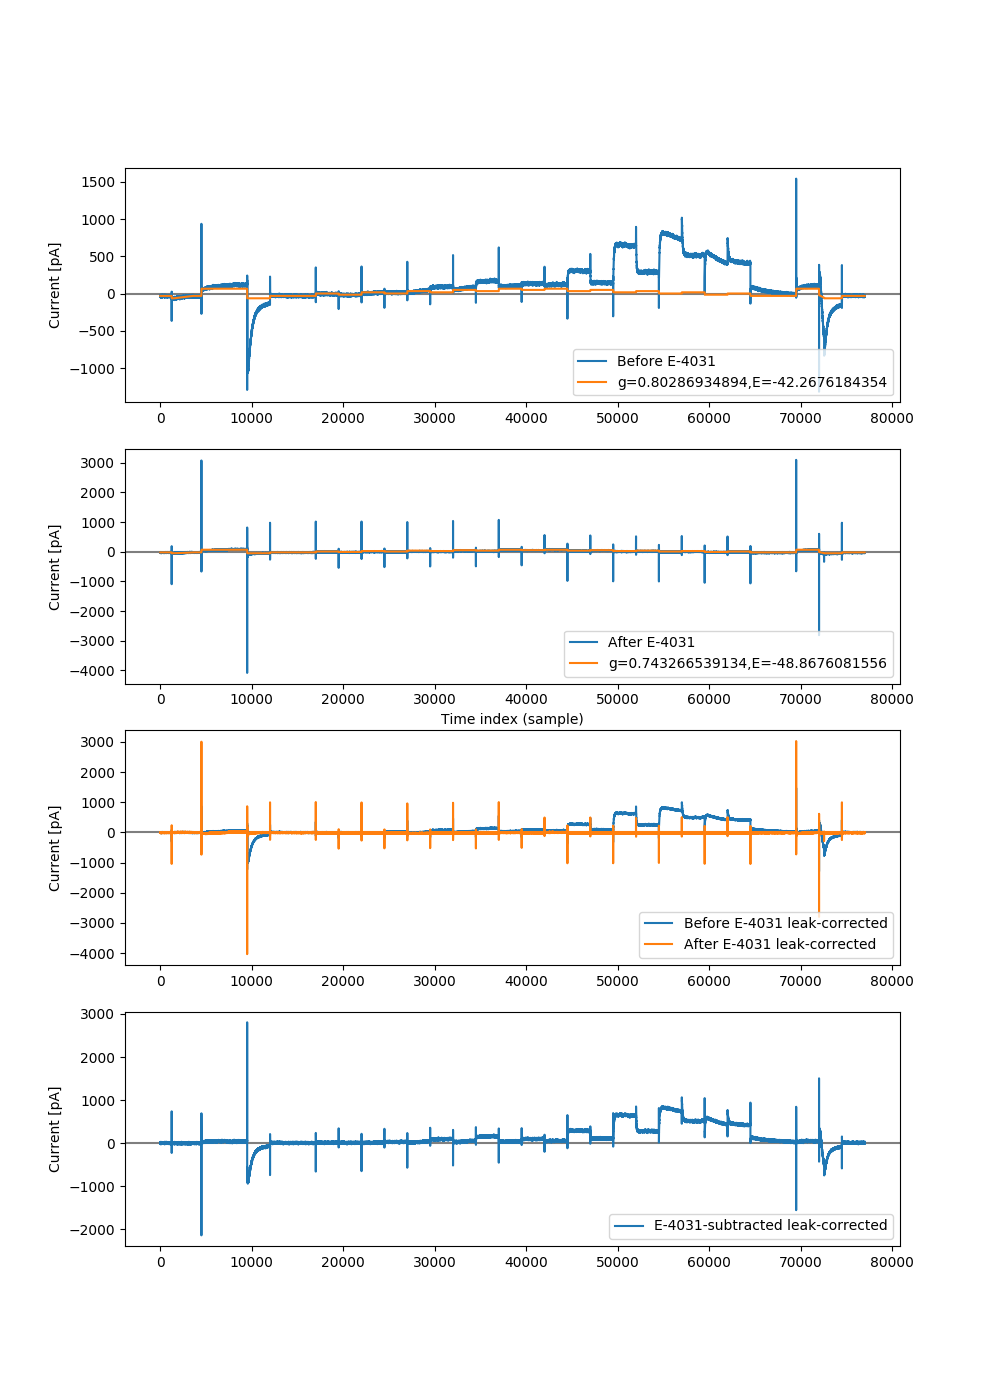 1500
1000
500
0
−500
−1000
Current [pA]
Before E-4031
g=0.80286934894,E=-42.2676184354
0 10000 20000 30000 40000 50000 60000 70000 80000
3000
2000
1000
0
−1000
−2000
−3000
−4000
Current [pA]
After E-4031
g=0.743266539134,E=-48.8676081556
0 10000 20000 30000 40000 50000 60000 70000 80000
Time index (sample)
3000
2000
1000
0
−1000
−2000
−3000
−4000
Current [pA]
Before E-4031 leak-corrected
After E-4031 leak-corrected
0 10000 20000 30000 40000 50000 60000 70000 80000
3000
2000
1000
0
−1000
−2000
Current [pA]
E-4031-subtracted leak-corrected
0 10000 20000 30000 40000 50000 60000 70000 80000